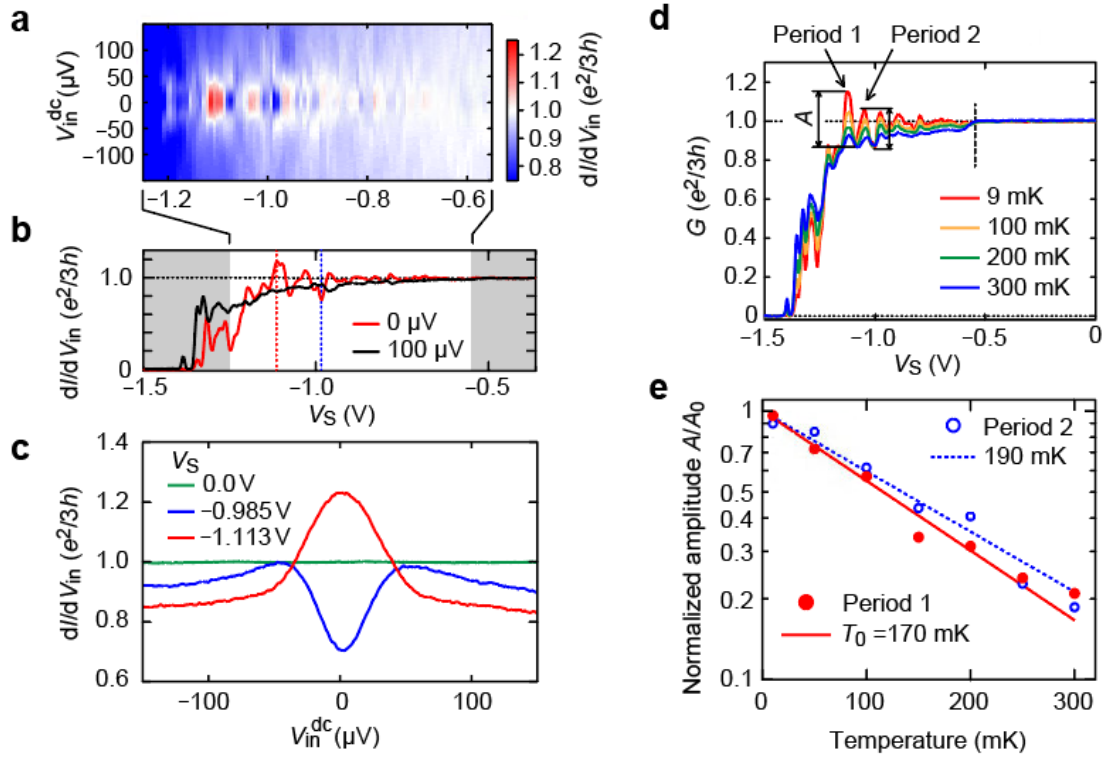 a
V_in^dc (µV)
100
50
0
−50
−100
−1.2
−1.0
−0.8
−0.6
1.2
1.1
1.0
0.9
0.8
dI/dV_in (e²/3h)
b
dI/dV_in (e²/3h)
1.0
0
0 µV
100 µV
−1.5
−1.0
−0.5
V_S (V)
c
dI/dV_in (e²/3h)
1.4
1.2
1.0
0.8
0.6
V_S
0.0 V
−0.985 V
−1.113 V
−100
0
100
V_in^dc (µV)
d
Period 1
Period 2
A
G (e²/3h)
1.2
1.0
0.8
0.6
0.4
0.2
0
9 mK
100 mK
200 mK
300 mK
−1.5
−1.0
−0.5
0
V_S (V)
e
Normalized amplitude A/A₀
1
0.7
0.5
0.4
0.3
0.2
0.1
Period 2
190 mK
Period 1
T₀ =170 mK
0
100
200
300
Temperature (mK)